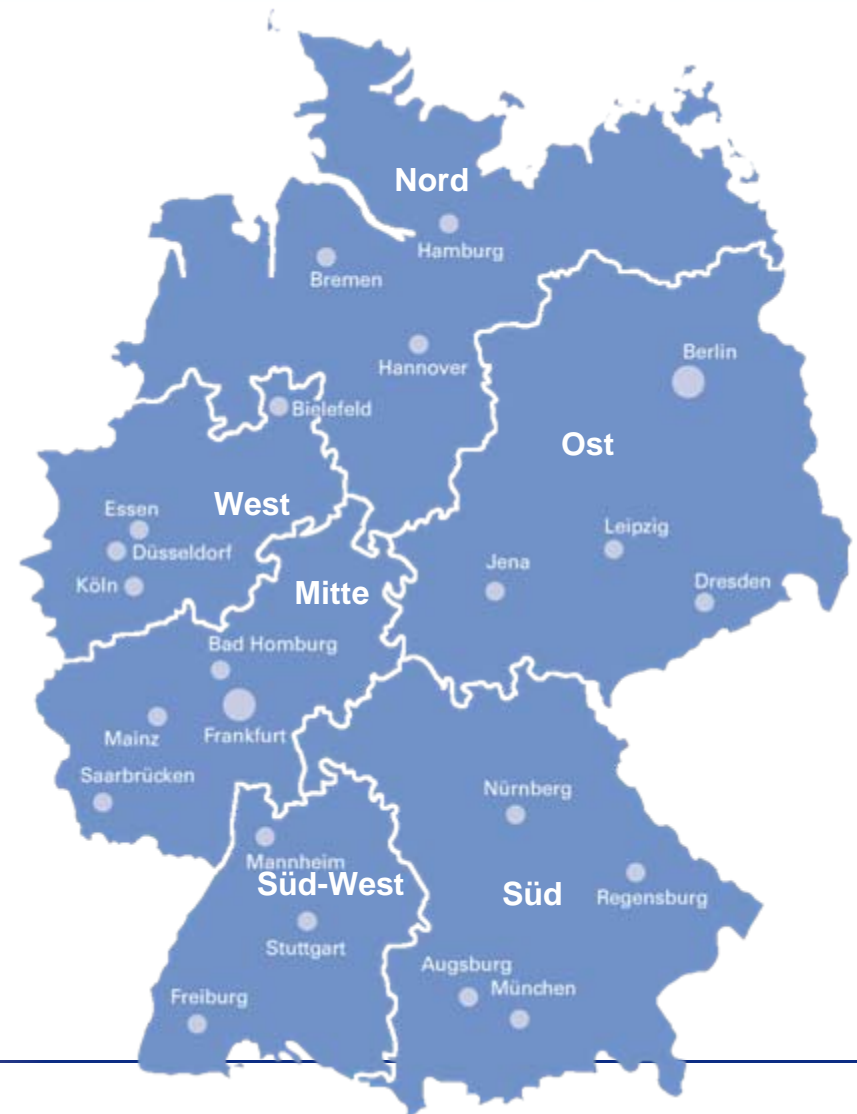 Nord
Hamburg
Bremen
Hannover
Berlin
Bielefeld
Ost
West
Essen
Düsseldorf
Köln
Leipzig
Jena
Dresden
Mitte
Bad Homburg
Mainz
Frankfurt
Saarbrücken
Nürnberg
Mannheim
Süd-West
Süd
Regensburg
Stuttgart
Augsburg
München
Freiburg